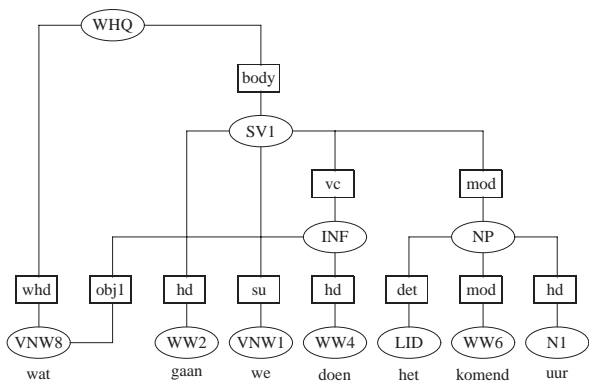 WHQ
body
SV1
vc mod
INF NP
whd obj1 hd su hd det mod hd
VNW8 WW2 VNW1 WW4 LID WW6 N1
wat gaan we doen het komend uur